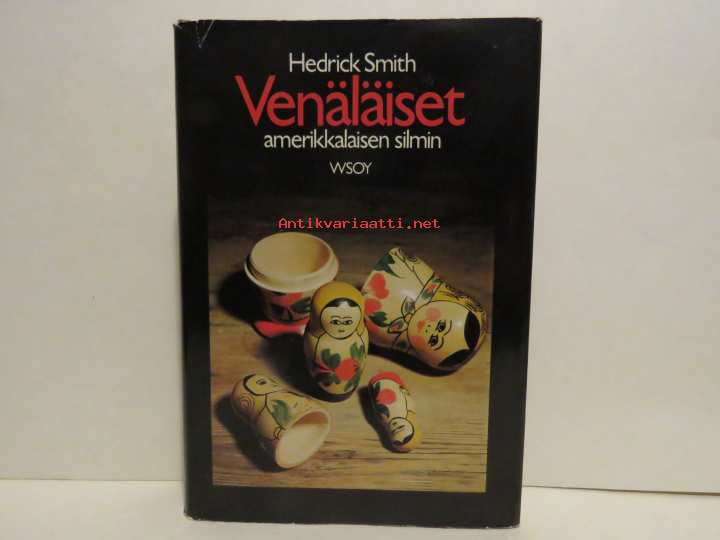 Hedrick Smith
Venäläiset
amerikkalaisen silmin
WSOY
Antikvariaatti.net